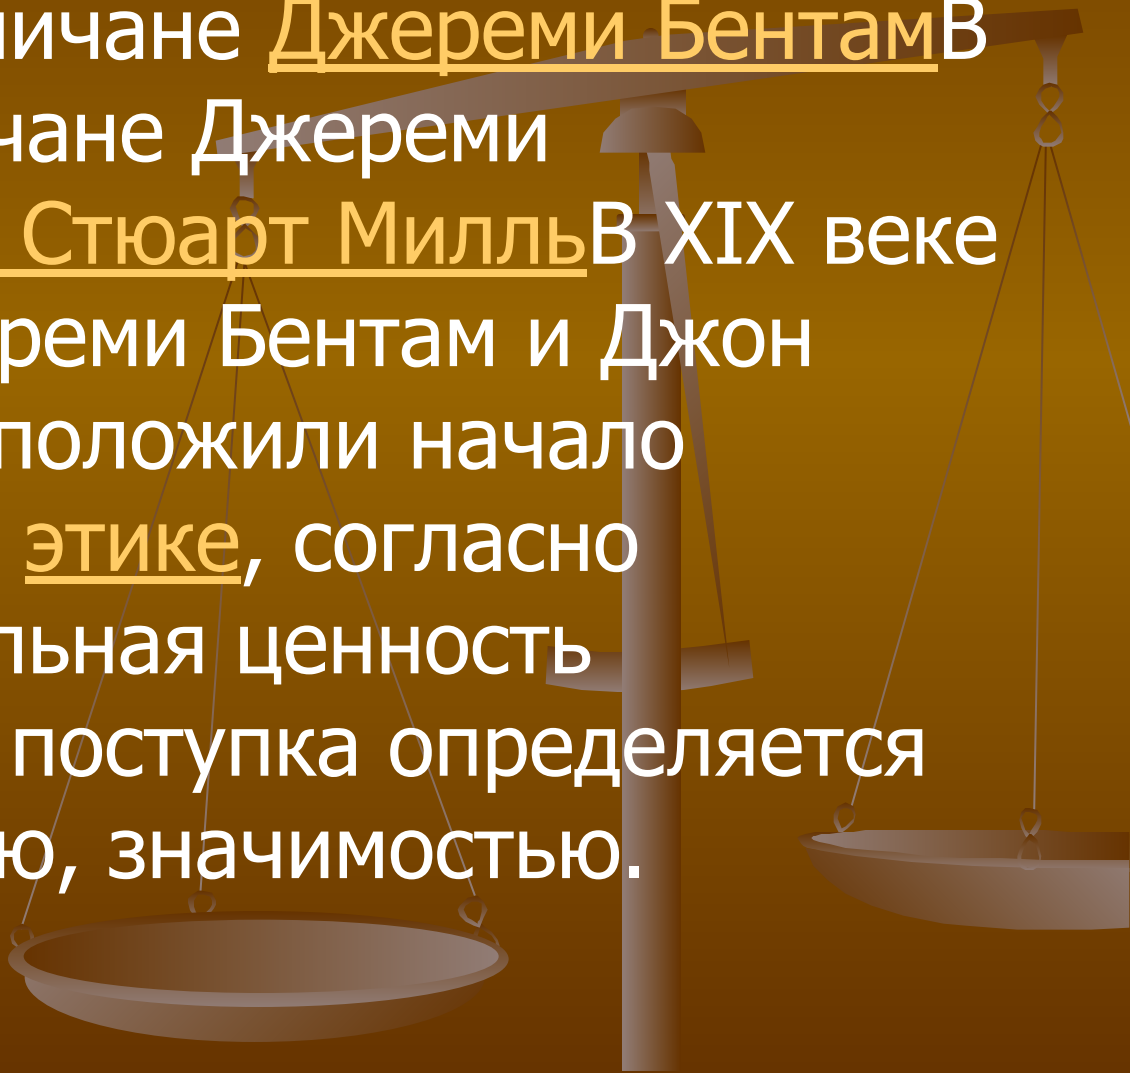 ичане Джереми БентамВ
чане Джереми
Стюарт МилльВ XIX веке
реми Бентам и Джон
положили начало
этике, согласно
льная ценность
поступка определяется
ю, значимостью.